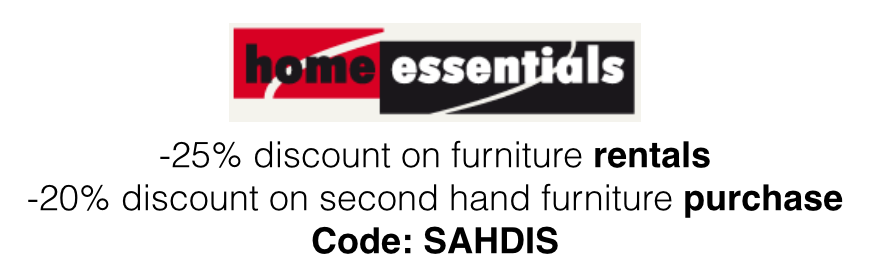 home essentials
-25% discount on furniture rentals
-20% discount on second hand furniture purchase
Code: SAHDIS